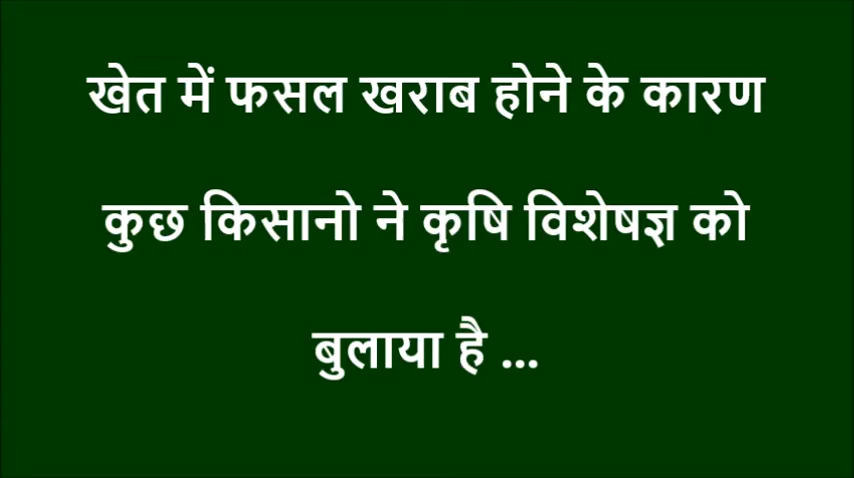 खेत में फसल खराब होने के कारण
कुछ किसानो ने कृषि विशेषज्ञ को
बुलाया है ...